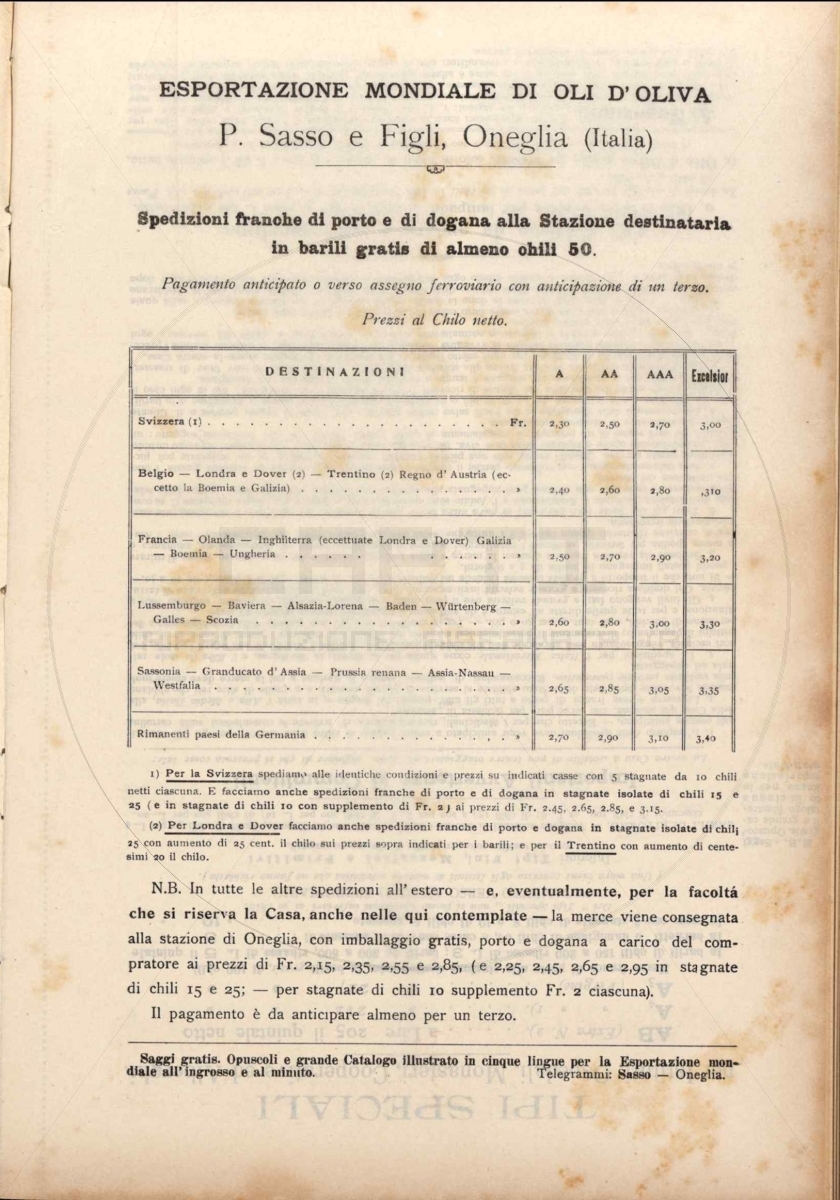 ESPORTAZIONE MONDIALE DI OLI D'OLIVA
P. Sasso e Figli, Oneglia (Italia)
Spedizioni franche di porto e di dogana alla Stazione destinataria
in barili gratis di almeno chili 50.
Pagamento anticipato o verso assegno ferroviario con anticipazione di un terzo.
Prezzi al Chilo netto.
DESTINAZIONI A AA AAA Excelsior
Svizzera (1) . . . . . . . . . . . . . . . . . . . . . Fr. 2,30 2,50 2,70 3,00
Belgio — Londra e Dover (2) — Trentino (2) Regno d'Austria (ec-
cetto la Boemia e Galizia) . . . . . . . . . . . . . . » 2,40 2,60 2,80 ,310
Francia — Olanda — Inghiiterra (eccettuate Londra e Dover) Galizia
— Boemia — Ungheria . . . . . . . . . . . . . » 2,50 2,70 2,90 3,20
Lussemburgo — Baviera — Alsazia-Lorena — Baden — Würtenberg —
Galles — Scozia . . . . . . . . . . . . . . . . . . » 2,60 2,80 3,00 3,30
Sassonia — Granducato d'Assia — Prussia renana — Assia-Nassau —
Westfalia . . . . . . . . . . . . . . . . . . . . . » 2,65 2,85 3,05 3,35
Rimanenti paesi della Germania . . . . . . . . . . . . . » 2,70 2,90 3,10 3,40
1) Per la Svizzera spediamo alle identiche condizioni e prezzi su indicati casse con 5 stagnate da 10 chili
netti ciascuna. E facciamo anche spedizioni franche di porto e di dogana in stagnate isolate di chili 15 e
25 (e in stagnate di chili 10 con supplemento di Fr. 2) ai prezzi di Fr. 2.45, 2.65, 2.85, e 3.15.
(2) Per Londra e Dover facciamo anche spedizioni franche di porto e dogana in stagnate isolate di chili
25 con aumento di 25 cent. il chilo sui prezzi sopra indicati per i barili; e per il Trentino con aumento di cente-
simi 20 il chilo.
N.B. In tutte le altre spedizioni all'estero — e, eventualmente, per la facoltá
che si riserva la Casa, anche nelle qui contemplate — la merce viene consegnata
alla stazione di Oneglia, con imballaggio gratis, porto e dogana a carico del com-
pratore ai prezzi di Fr. 2,15, 2,35, 2,55 e 2,85, (e 2,25, 2,45, 2,65 e 2,95 in stagnate
di chili 15 e 25; — per stagnate di chili 10 supplemento Fr. 2 ciascuna).
Il pagamento è da anticipare almeno per un terzo.
Saggi gratis. Opuscoli e grande Catalogo illustrato in cinque lingue per la Esportazione mon-
diale all'ingrosso e al minuto. Telegrammi: Sasso — Oneglia.